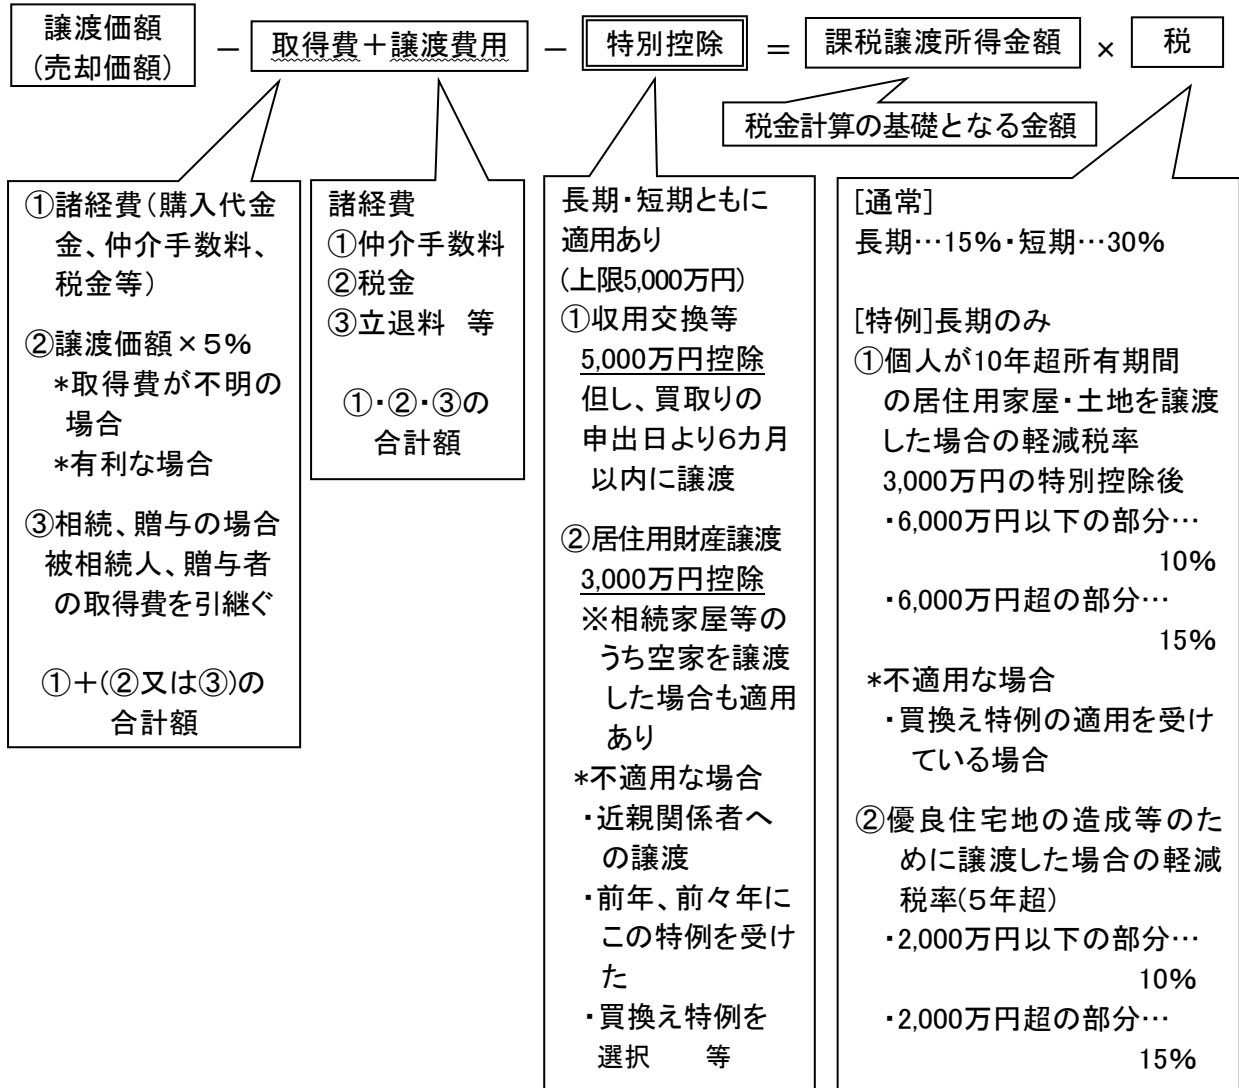 譲渡価額
(売却価額)
－ 取得費＋譲渡費用 － 特別控除 ＝ 課税譲渡所得金額 × 税
税金計算の基礎となる金額
①諸経費(購入代金
金、仲介手数料、
税金等)
②譲渡価額×５％
*取得費が不明の
場合
*有利な場合
③相続、贈与の場合
被相続人、贈与者
の取得費を引継ぐ
①＋(②又は③)の
合計額
諸経費
①仲介手数料
②税金
③立退料　等
①・②・③の
合計額
長期・短期ともに
適用あり
(上限5,000万円)
①収用交換等
5,000万円控除
但し、買取りの
申出日より６カ月
以内に譲渡
②居住用財産譲渡
3,000万円控除
※相続家屋等の
うち空家を譲渡
した場合も適用
あり
*不適用な場合
・近親関係者へ
の譲渡
・前年、前々年に
この特例を受け
た
・買換え特例を
選択　　等
[通常]
長期…15％・短期…30％
[特例]長期のみ
①個人が10年超所有期間
の居住用家屋・土地を譲渡
した場合の軽減税率
3,000万円の特別控除後
・6,000万円以下の部分…
10％
・6,000万円超の部分…
15％
*不適用な場合
・買換え特例の適用を受け
ている場合
②優良住宅地の造成等のた
めに譲渡した場合の軽減
税率(５年超)
・2,000万円以下の部分…
10％
・2,000万円超の部分…
15％